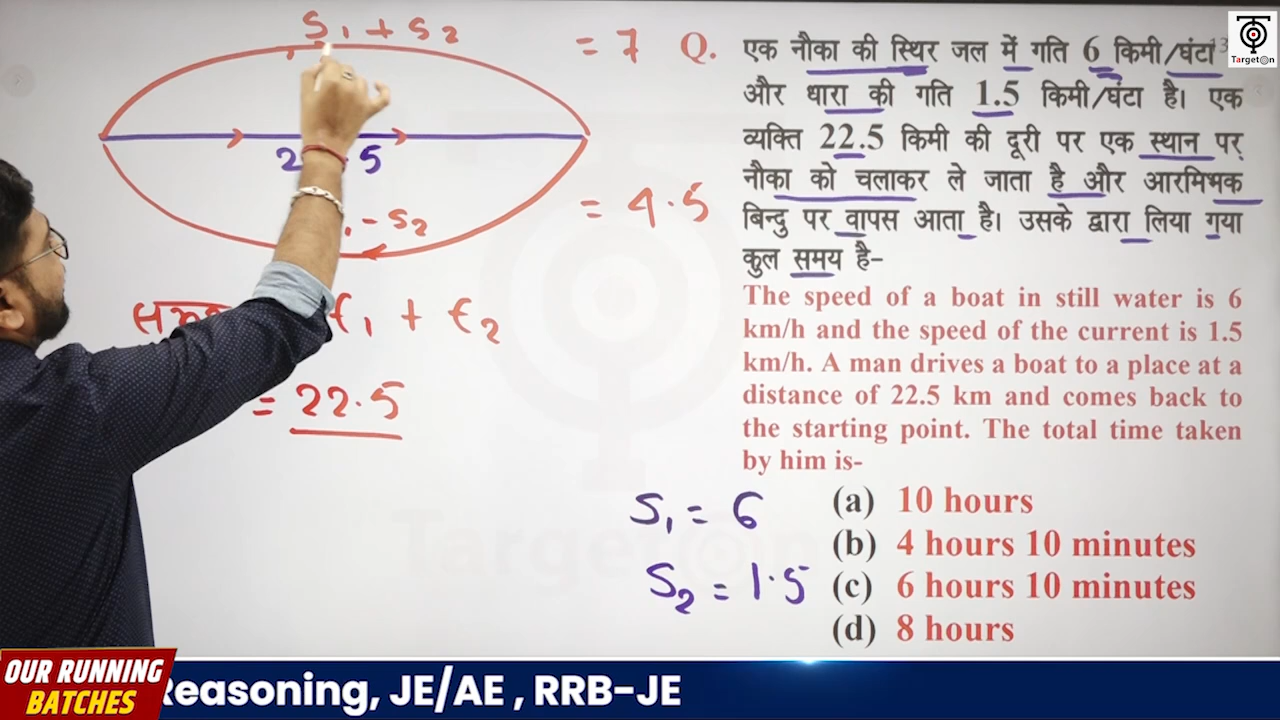 S₁ + S₂
= 7
Q. एक नौका की स्थिर जल में गति 6 किमी/घंटा
और धारा की गति 1.5 किमी/घंटा है। एक
व्यक्ति 22.5 किमी की दूरी पर एक स्थान पर
नौका को चलाकर ले जाता है और आरमिभक
बिन्दु पर वापस आता है। उसके द्वारा लिया गया
कुल समय है-
The speed of a boat in still water is 6
km/h and the speed of the current is 1.5
km/h. A man drives a boat to a place at a
distance of 22.5 km and comes back to
the starting point. The total time taken
by him is-
(a) 10 hours
(b) 4 hours 10 minutes
(c) 6 hours 10 minutes
(d) 8 hours
S₁ = 6
S₂ = 1.5
- S₂
= 4.5
t₁ + t₂
= 22.5
TargetOn
TargetOn
OUR RUNNING
BATCHES
Reasoning, JE/AE , RRB-JE